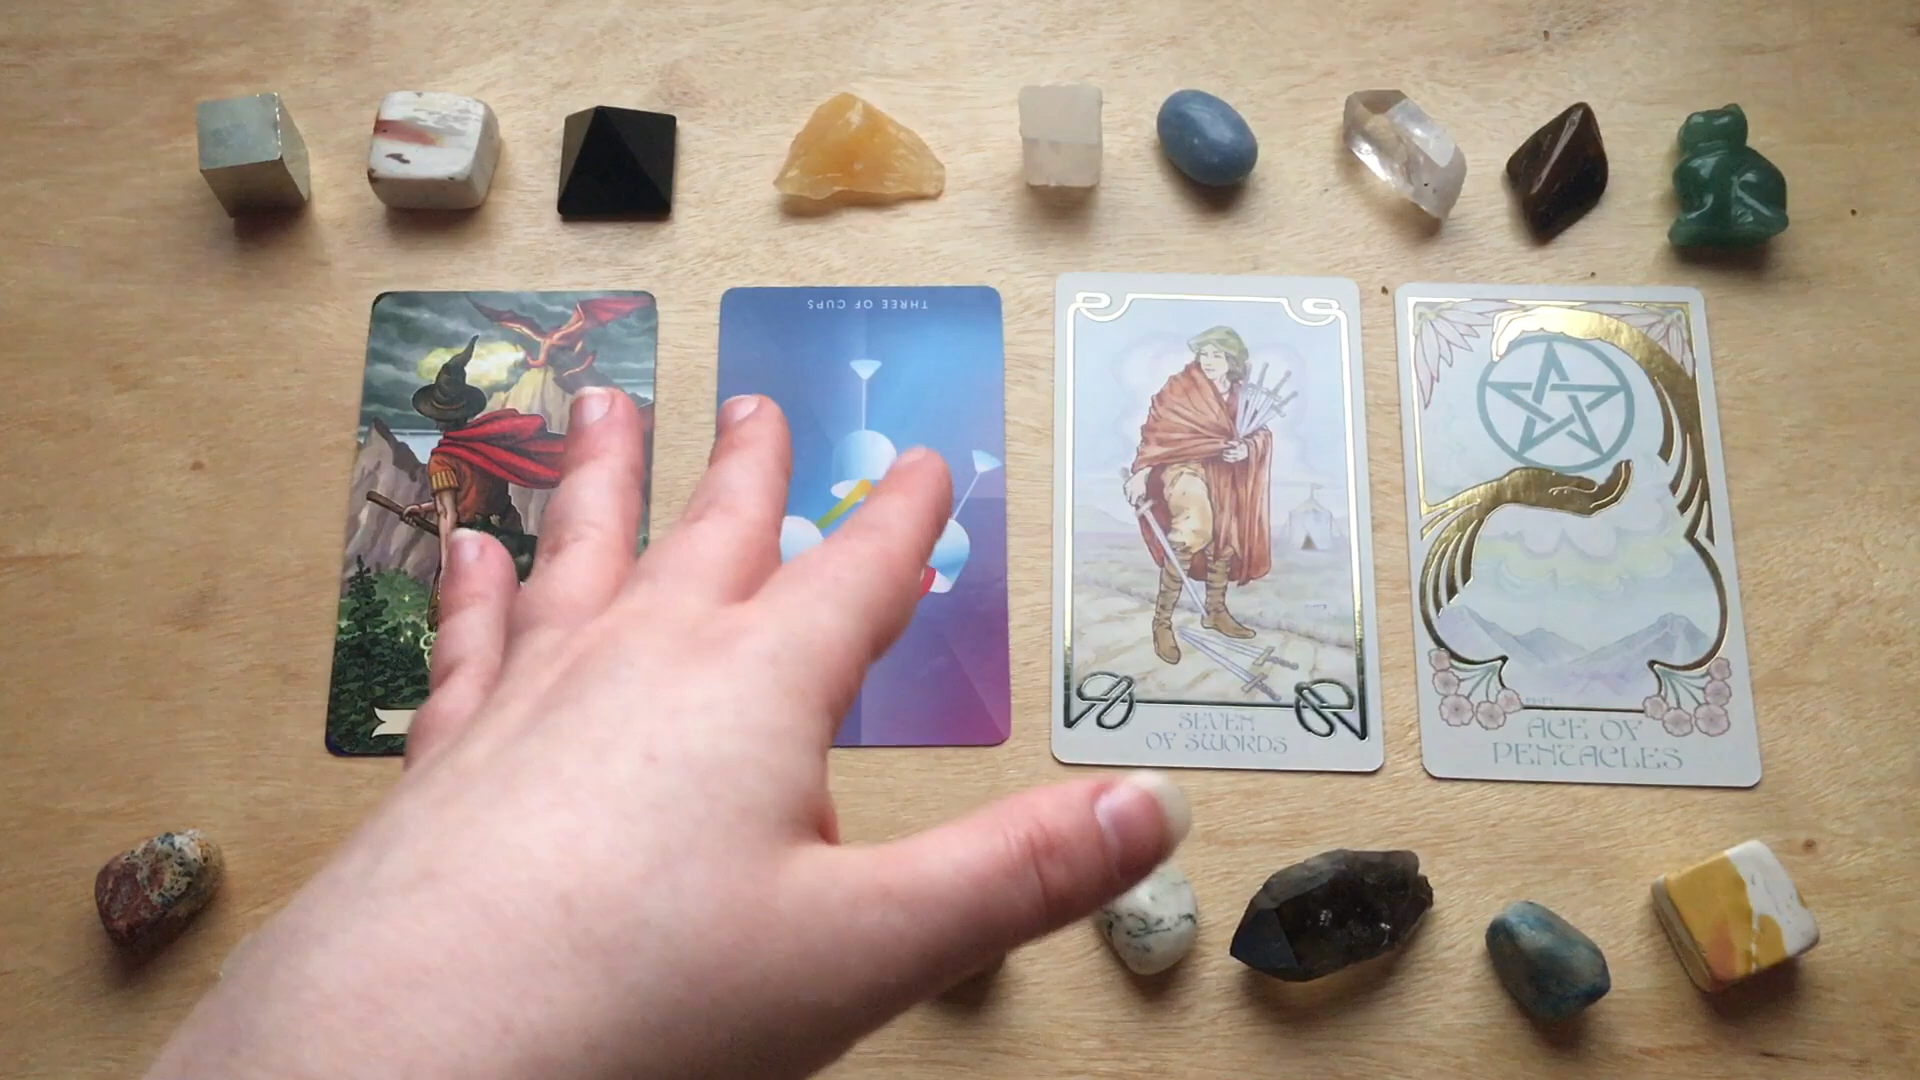 THREE OF CUPS
SEVEN
OF SWORDS
ACE OF
PENTACLES